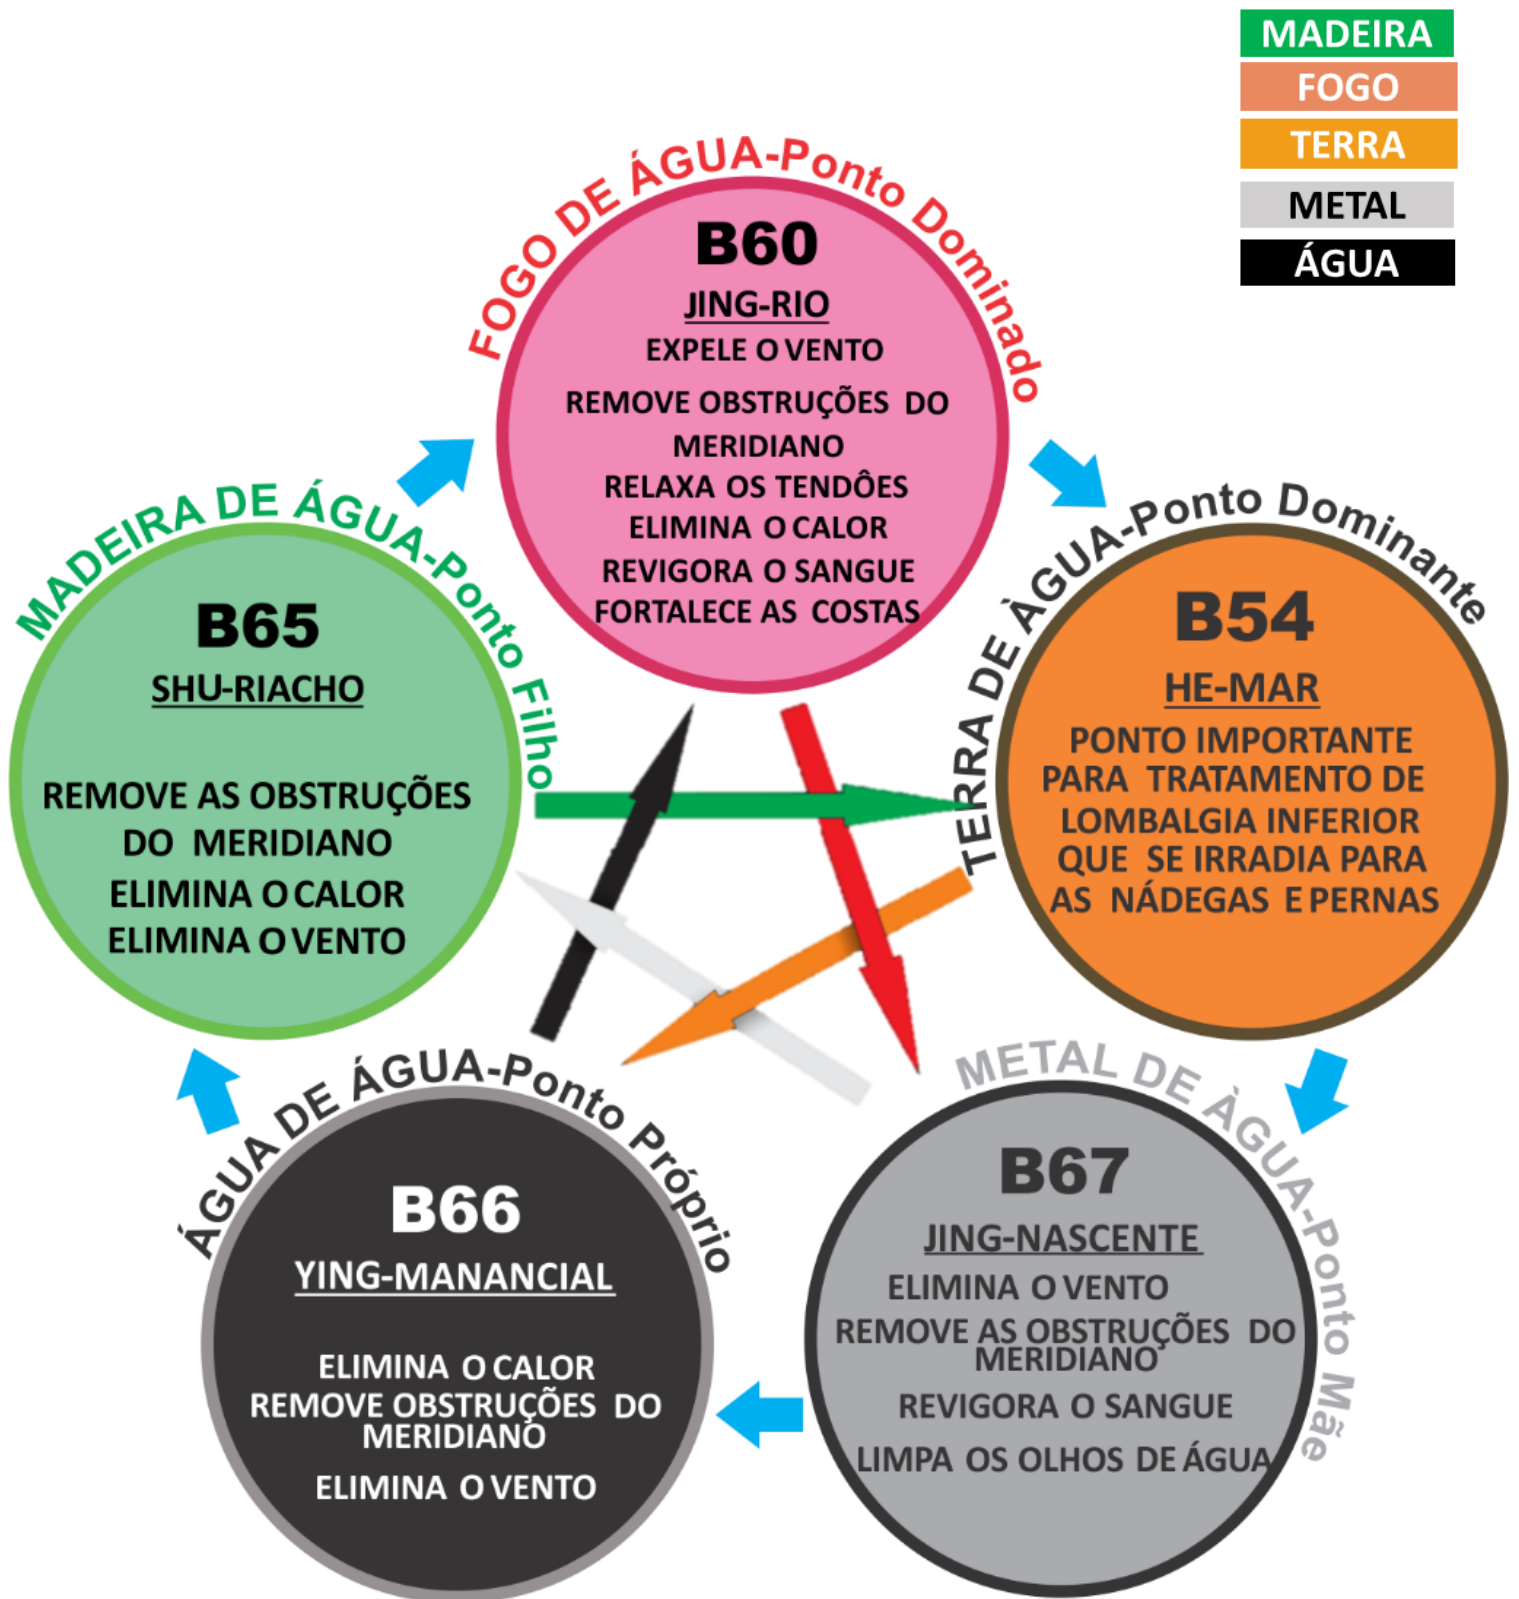 MADEIRA
FOGO
TERRA
METAL
ÁGUA
FOGO DE ÁGUA-Ponto Dominado
B60
JING-RIO
EXPELE O VENTO
REMOVE OBSTRUÇÕES DO
MERIDIANO
RELAXA OS TENDÔES
ELIMINA O CALOR
REVIGORA O SANGUE
FORTALECE AS COSTAS
MADEIRA DE ÁGUA-Ponto Filho
B65
SHU-RIACHO
REMOVE AS OBSTRUÇÕES
DO MERIDIANO
ELIMINA O CALOR
ELIMINA O VENTO
TERRA DE ÀGUA-Ponto Dominante
B54
HE-MAR
PONTO IMPORTANTE
PARA TRATAMENTO DE
LOMBALGIA INFERIOR
QUE SE IRRADIA PARA
AS NÁDEGAS E PERNAS
ÁGUA DE ÁGUA-Ponto Próprio
B66
YING-MANANCIAL
ELIMINA O CALOR
REMOVE OBSTRUÇÕES DO
MERIDIANO
ELIMINA O VENTO
METAL DE ÀGUA-Ponto Mãe
B67
JING-NASCENTE
ELIMINA O VENTO
REMOVE AS OBSTRUÇÕES DO
MERIDIANO
REVIGORA O SANGUE
LIMPA OS OLHOS DE ÁGUA